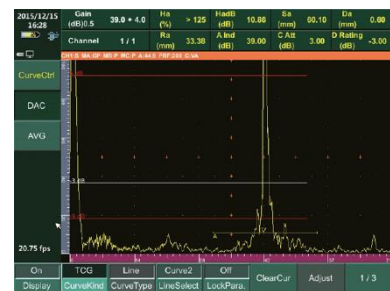 2015/12/15
16:28
Gain
(dB)0.5
39.0 + 4.0
Ha
(%)
> 125
HadB
(dB)
10.88
Sa
(mm)
60.10
Da
(mm)
0.00
Channel
1 / 1
Ra
(mm)
33.38
A Ind
(dB)
39.00
C Att
(dB)
3.00
D Rating
(dB)
-3.00
CurveCtrl
DAC
AVG
20.75 fps
On
Display
TCG
CurveKind
Line
CurveType
Curve2
LineSelect
Off
LockPara.
ClearCur
Adjust
1 / 3